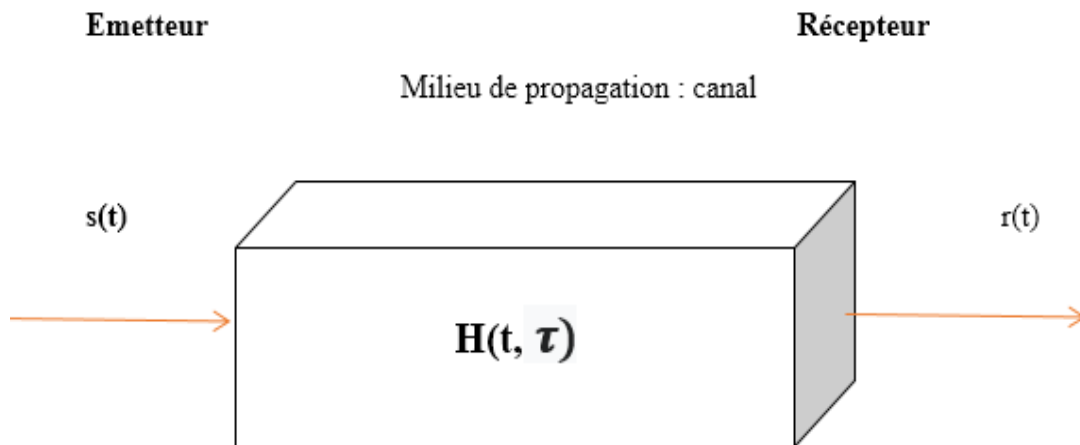 Emetteur Récepteur
Milieu de propagation : canal
s(t) r(t)
H(t, τ)